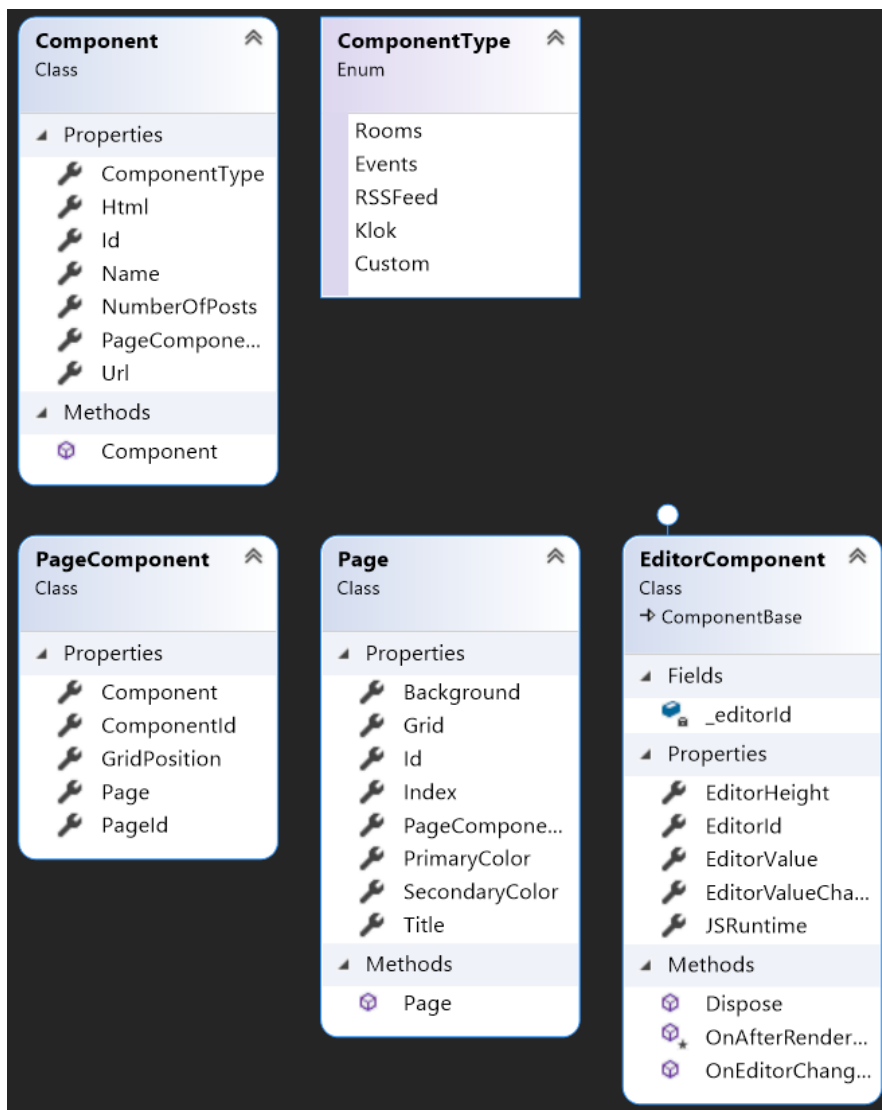 Component
Class
Properties
ComponentType
Html
Id
Name
NumberOfPosts
PageCompone...
Url
Methods
Component
ComponentType
Enum
Rooms
Events
RSSFeed
Klok
Custom
PageComponent
Class
Properties
Component
ComponentId
GridPosition
Page
PageId
Page
Class
Properties
Background
Grid
Id
Index
PageCompone...
PrimaryColor
SecondaryColor
Title
Methods
Page
EditorComponent
Class
ComponentBase
Fields
_editorId
Properties
EditorHeight
EditorId
EditorValue
EditorValueCha...
JSRuntime
Methods
Dispose
OnAfterRender...
OnEditorChang...